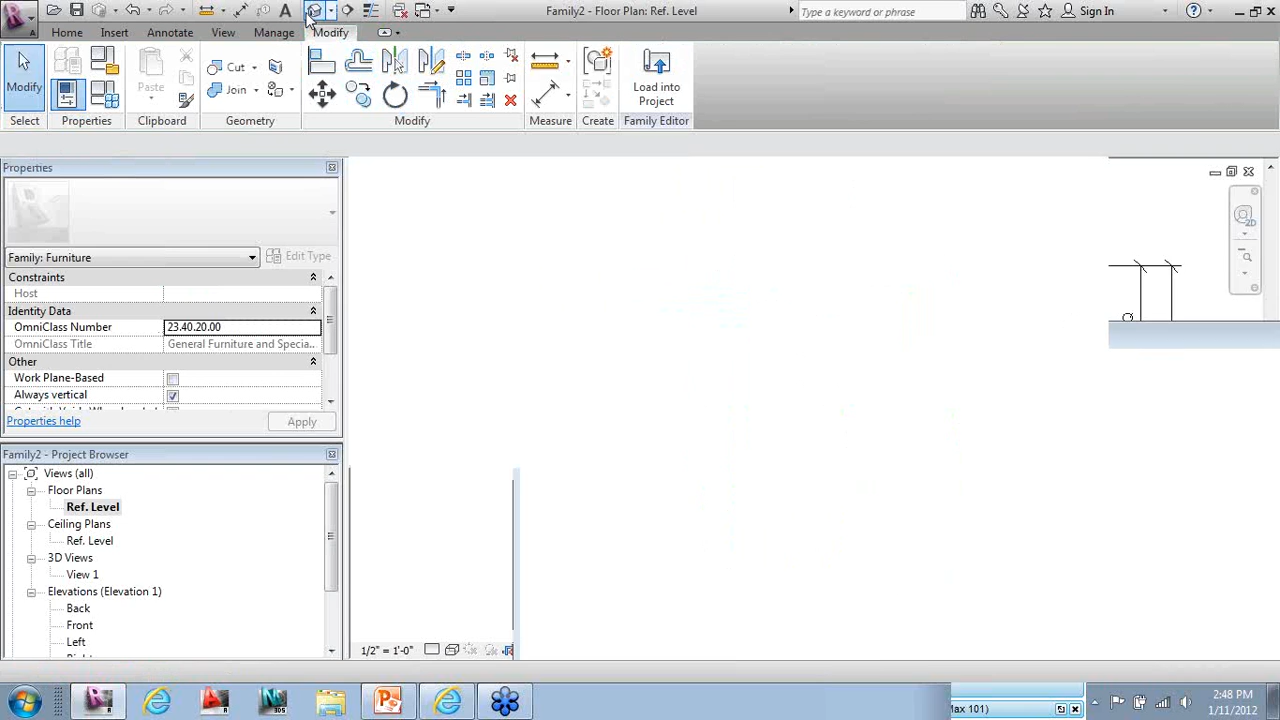 Family2 - Floor Plan: Ref. Level
Type a keyword or phrase
Sign In
Home
Insert
Annotate
View
Manage
Modify
Modify
Paste
Cut
Join
Load into
Project
Select
Properties
Clipboard
Geometry
Modify
Measure
Create
Family Editor
Properties
Family: Furniture
Edit Type
Constraints
Host
Identity Data
OmniClass Number
23.40.20.00
OmniClass Title
General Furniture and Specia..
Other
Work Plane-Based
Always vertical
Properties help
Apply
Family2 - Project Browser
Views (all)
Floor Plans
Ref. Level
Ceiling Plans
Ref. Level
3D Views
View 1
Elevations (Elevation 1)
Back
Front
Left
1/2" = 1'-0"
2D
Max 101)
2:48 PM
1/11/2012